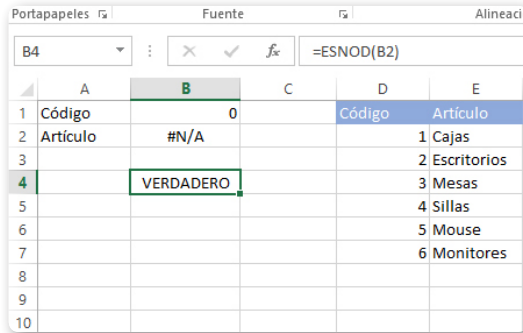 Portapapeles Fuente Alineaci
B4 fx =ESNOD(B2)
A B C D E
1 Código 0 Código Artículo
2 Artículo #N/A 1 Cajas
3 2 Escritorios
4 VERDADERO 3 Mesas
5 4 Sillas
6 5 Mouse
7 6 Monitores
8
9
10